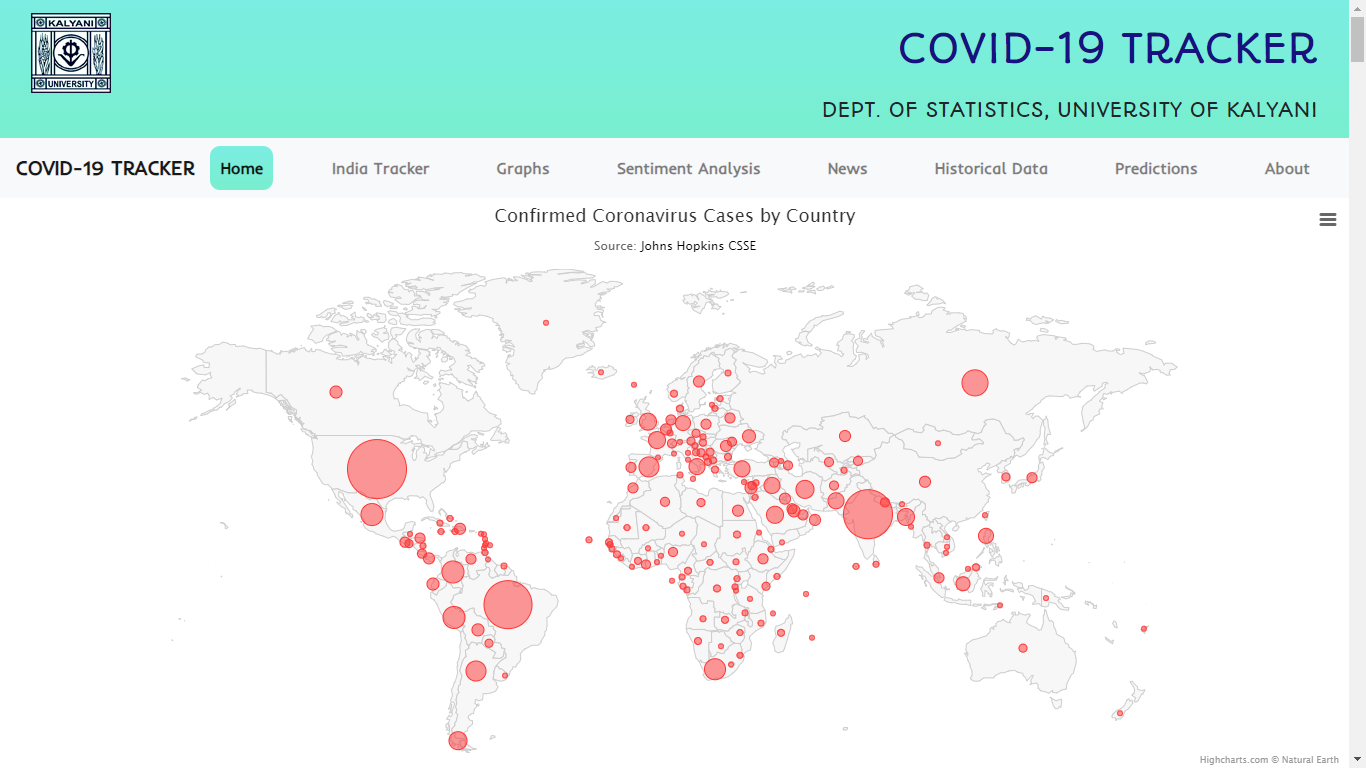 KALYANI
UNIVERSITY
COVID-19 TRACKER
DEPT. OF STATISTICS, UNIVERSITY OF KALYANI
COVID-19 TRACKER Home India Tracker Graphs Sentiment Analysis News Historical Data Predictions About
Confirmed Coronavirus Cases by Country
Source: Johns Hopkins CSSE
Highcharts.com © Natural Earth